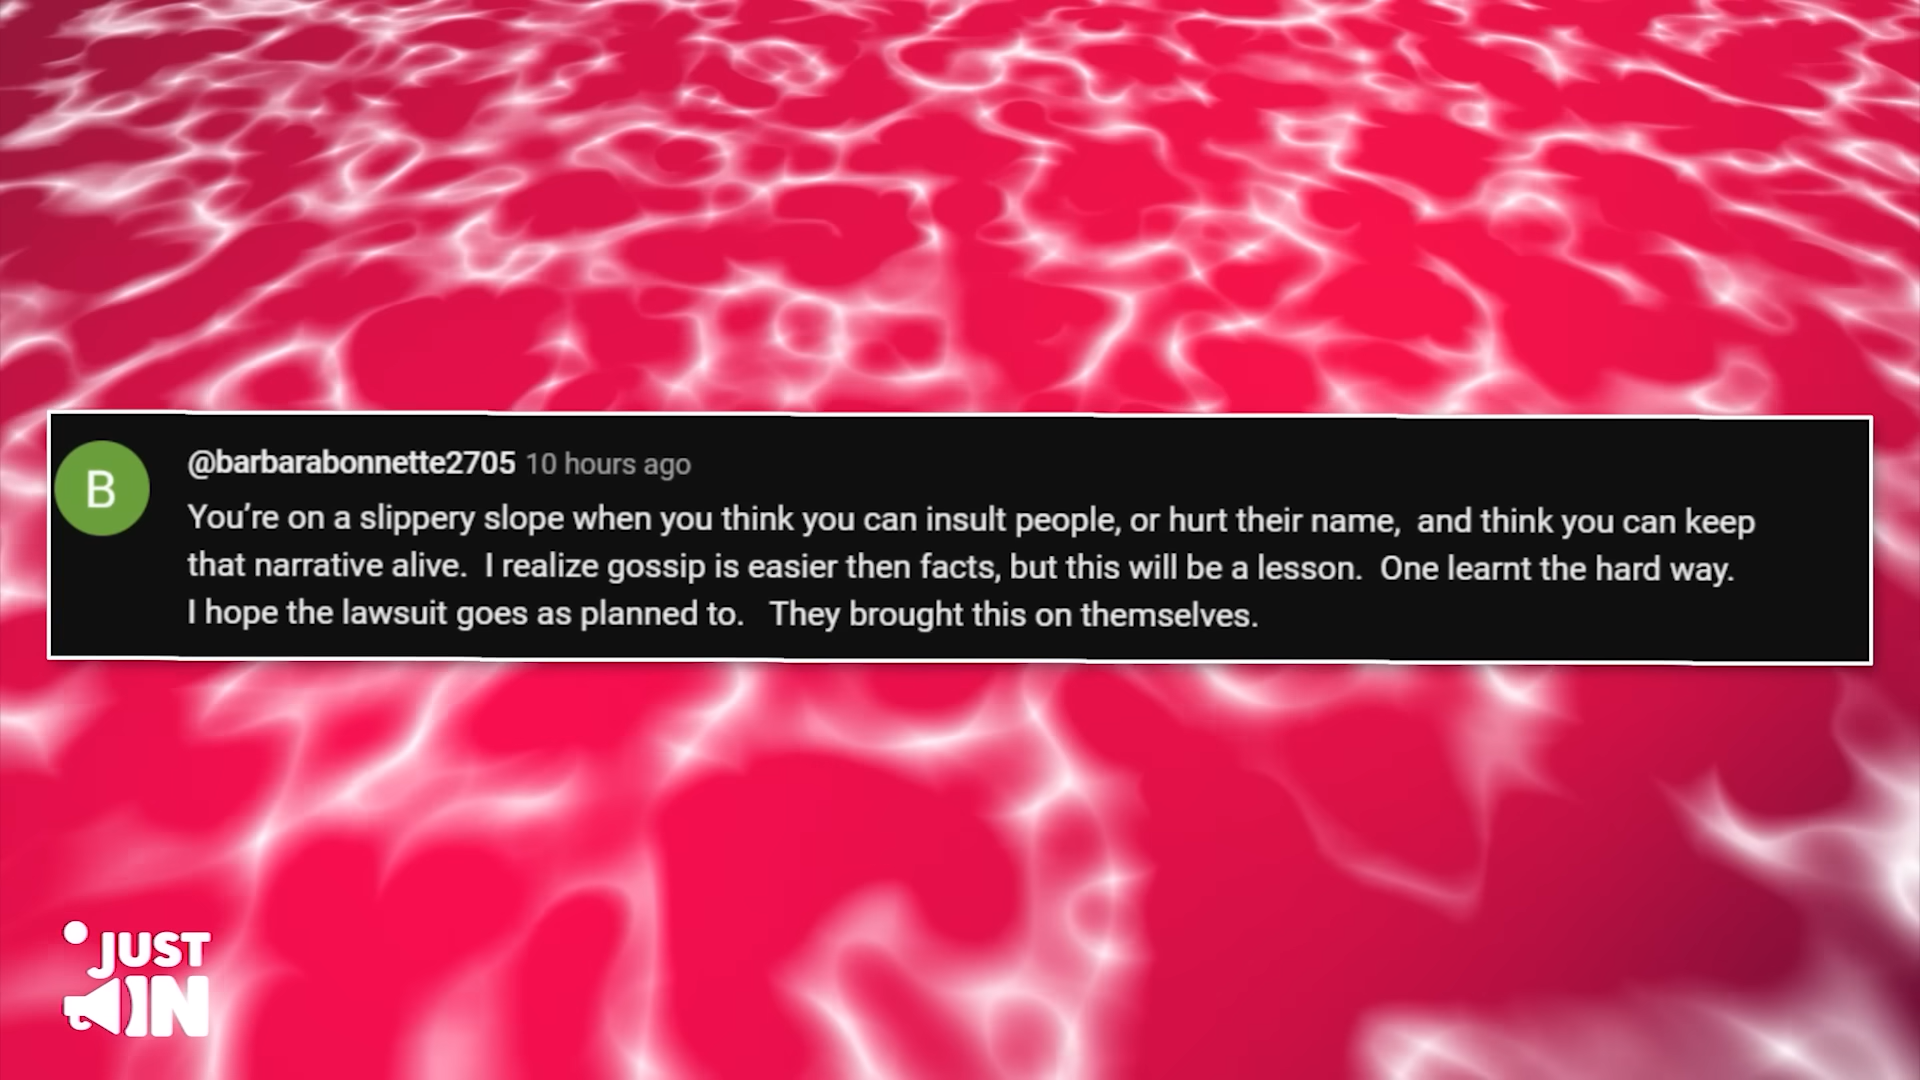 B
@barbarabonnette2705 10 hours ago
You're on a slippery slope when you think you can insult people, or hurt their name,  and think you can keep
that narrative alive.  I realize gossip is easier then facts, but this will be a lesson.  One learnt the hard way.
I hope the lawsuit goes as planned to.   They brought this on themselves.
JUST
IN